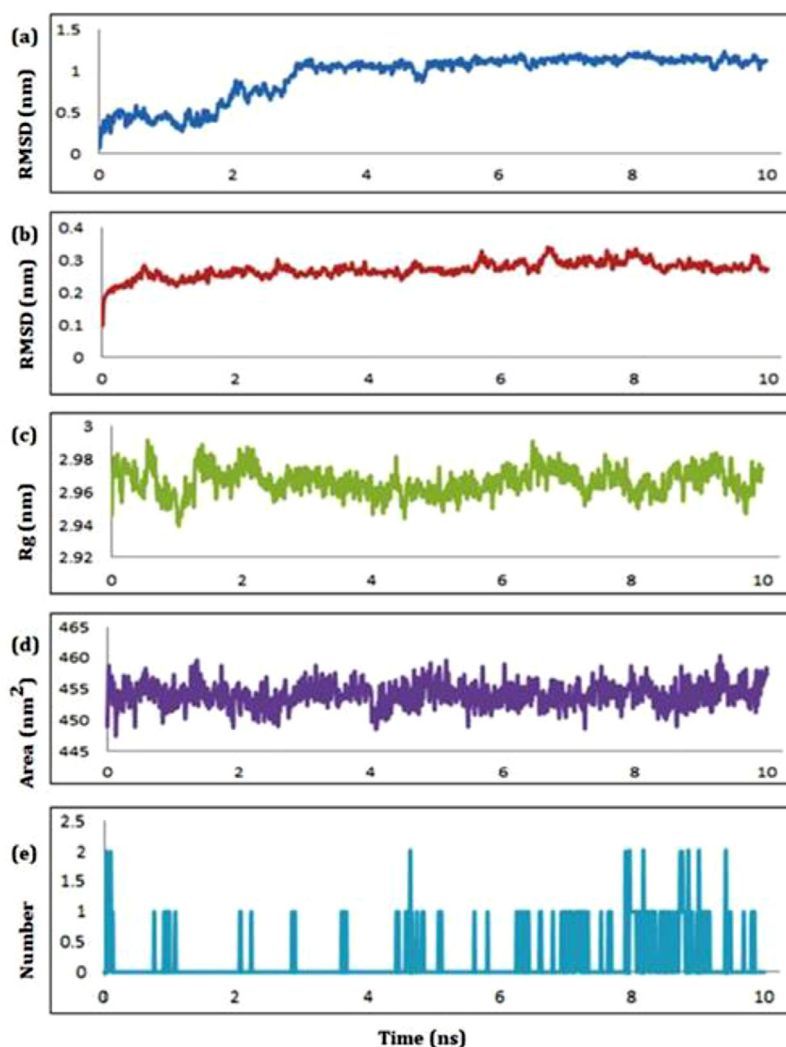 (a)
RMSD (nm)
1.5
1
0.5
0
0 2 4 6 8 10
(b)
RMSD (nm)
0.4
0.3
0.2
0.1
0
0 2 4 6 8 10
(c)
Rg (nm)
3
2.98
2.96
2.94
2.92
0 2 4 6 8 10
(d)
Area (nm²)
465
460
455
450
445
0 2 4 6 8 10
(e)
Number
2.5
2
1.5
1
0.5
0
0 2 4 6 8 10
Time (ns)